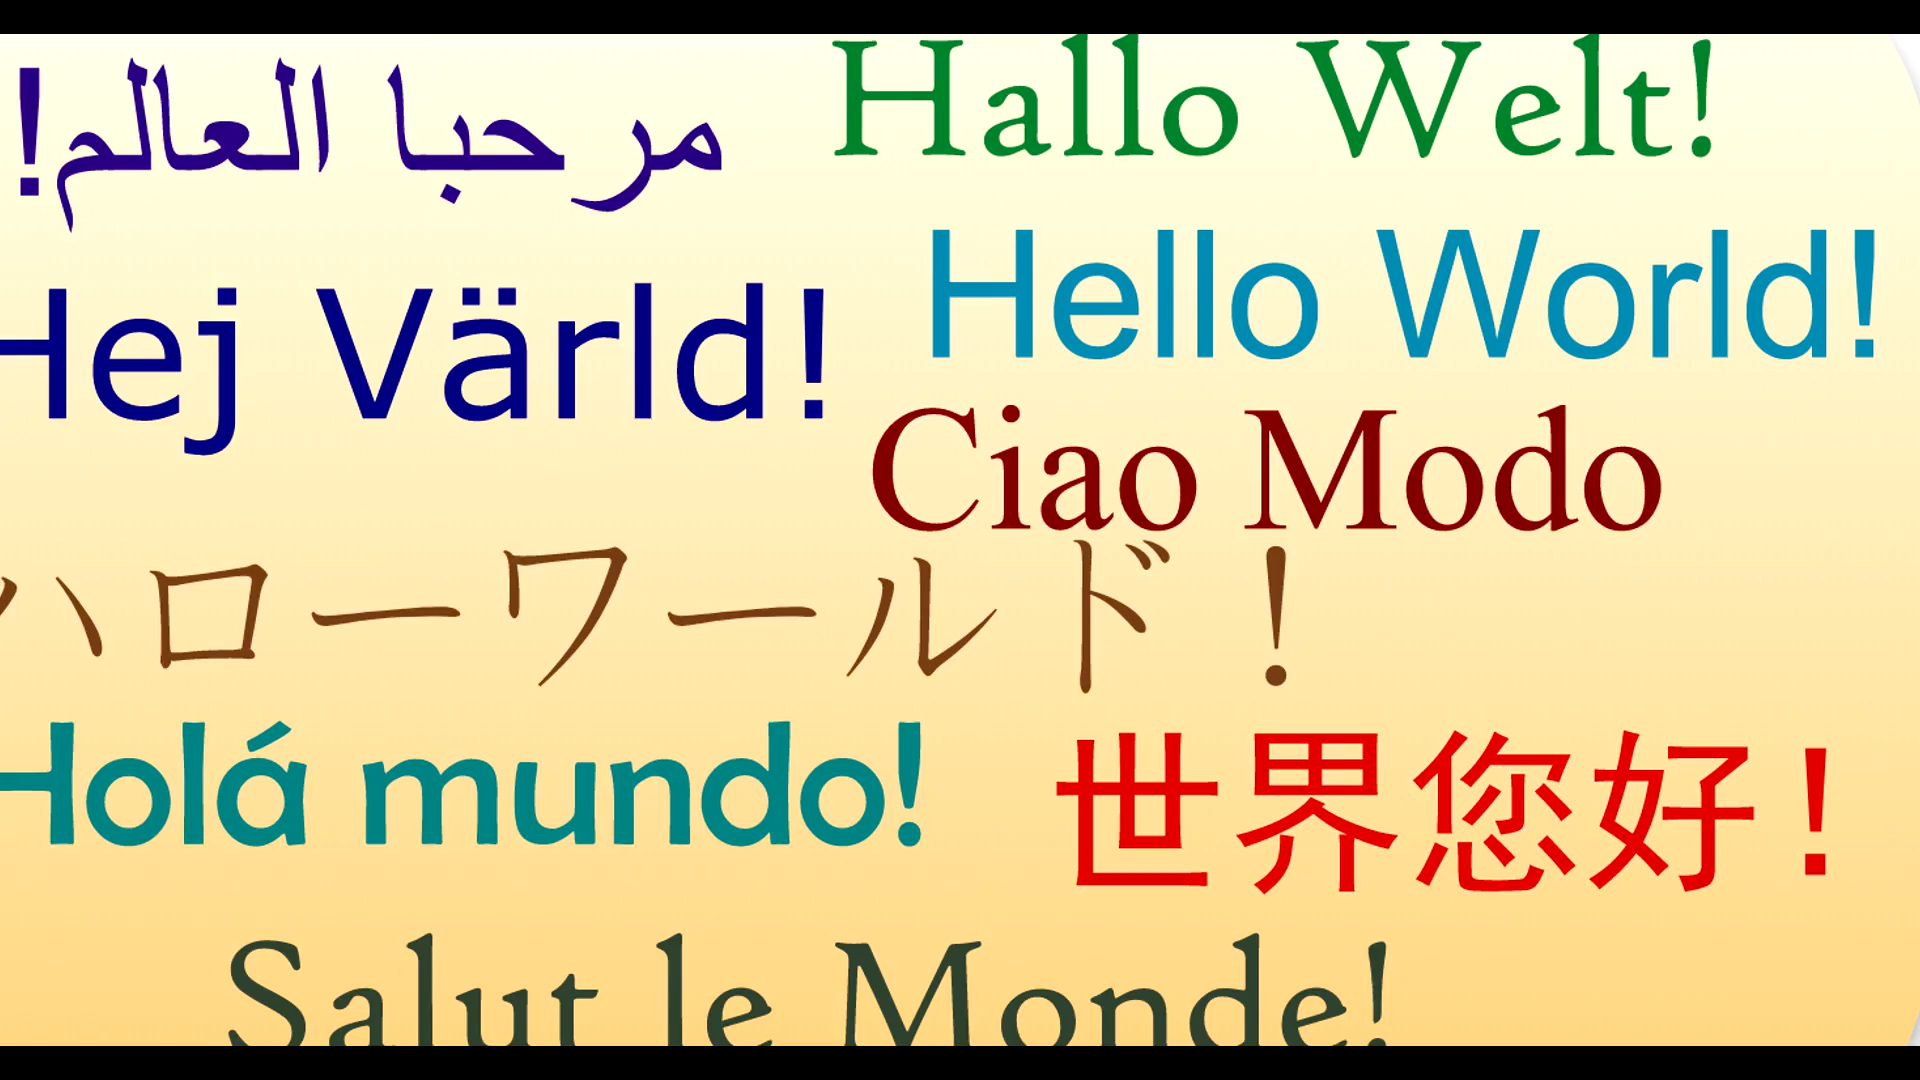 مرحبا العالم!
Hallo Welt!
Hello World!
Hej Värld!
Ciao Modo
ハローワールド！
Holá mundo!
世界您好！
Salut le Monde!